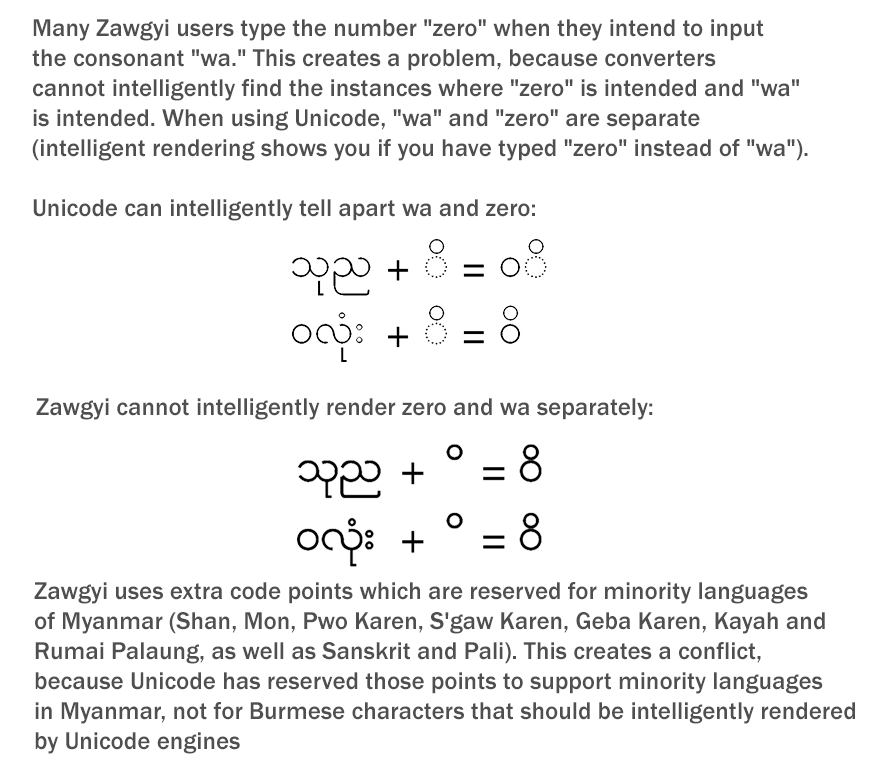 Many Zawgyi users type the number "zero" when they intend to input
the consonant "wa." This creates a problem, because converters
cannot intelligently find the instances where "zero" is intended and "wa"
is intended. When using Unicode, "wa" and "zero" are separate
(intelligent rendering shows you if you have typed "zero" instead of "wa").
Unicode can intelligently tell apart wa and zero:
သုည + ိ = ၀ိ
ဝလုံး + ိ = ဝိ
Zawgyi cannot intelligently render zero and wa separately:
သုည + ိ = ဝိ
ဝလုံး + ိ = ဝိ
Zawgyi uses extra code points which are reserved for minority languages
of Myanmar (Shan, Mon, Pwo Karen, S'gaw Karen, Geba Karen, Kayah and
Rumai Palaung, as well as Sanskrit and Pali). This creates a conflict,
because Unicode has reserved those points to support minority languages
in Myanmar, not for Burmese characters that should be intelligently rendered
by Unicode engines